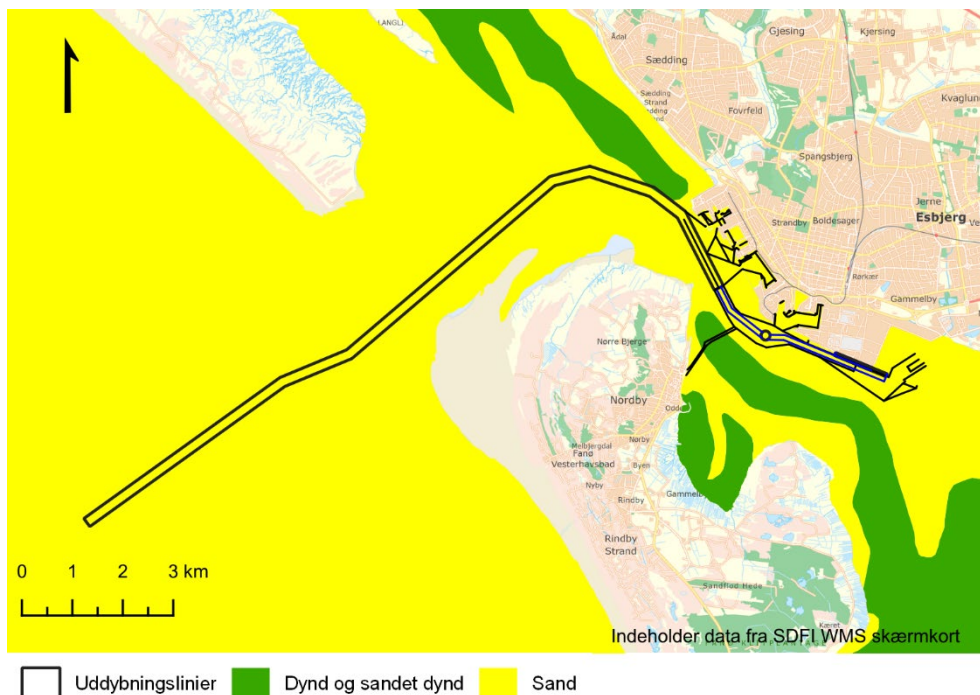 LANGLI
Ådal
Gjesing
Kjersing
Sædding
Kvaglund
Sædding
Strand
Fovrfeld
Spangsbjerg
Jerne
Strandby
Boldesager
Esbjerg
Rørkær
Gammelby
Nørre Bjerge
Nordby
Odde
Nørby
Fanø
Vesterhavsbad
Byen
Nyby
Rindby
Rindby
Strand
Sandflod Hede
Kæret
0 1 2 3 km
Indeholder data fra SDFI WMS skærmkort
Uddybningslinier
Dynd og sandet dynd
Sand